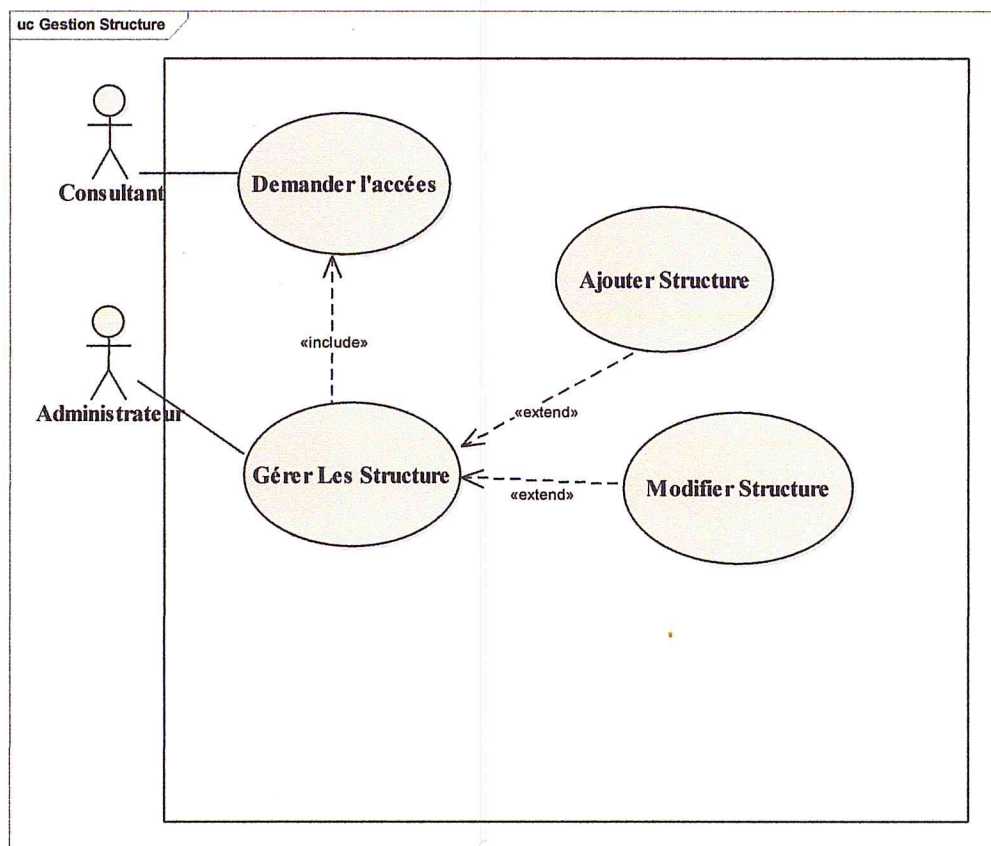 uc Gestion Structure
Consultant
Demander l'accées
Ajouter Structure
«include»
Administrateur
«extend»
Gérer Les Structure
«extend»
Modifier Structure